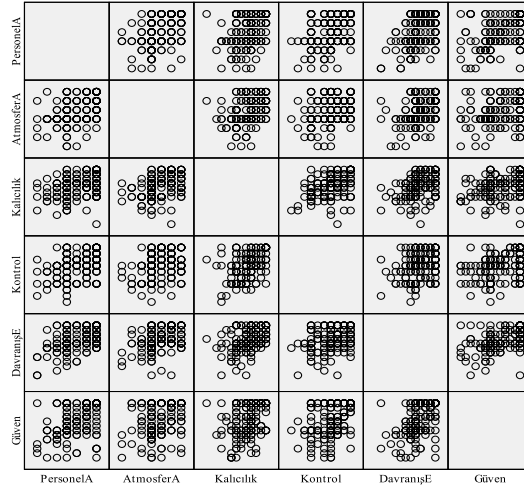 PersonelA
AtmosferA
Kalıcılık
Kontrol
DavranışE
Güven
PersonelA AtmosferA Kalıcılık Kontrol DavranışE Güven